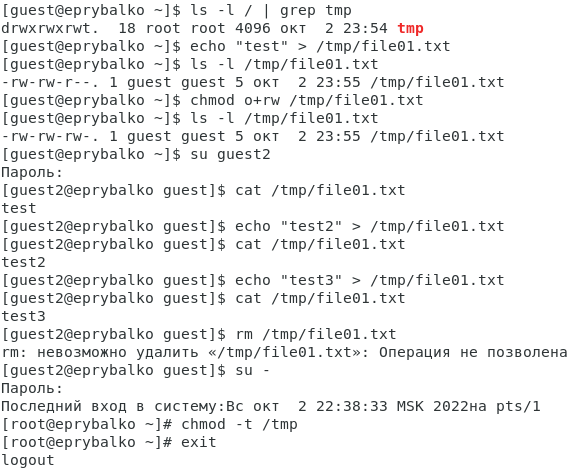 [guest@eprybalko ~]$ ls -l / | grep tmp
drwxrwxrwt.  18 root root 4096 окт  2 23:54 tmp
[guest@eprybalko ~]$ echo "test" > /tmp/file01.txt
[guest@eprybalko ~]$ ls -l /tmp/file01.txt
-rw-rw-r--. 1 guest guest 5 окт  2 23:55 /tmp/file01.txt
[guest@eprybalko ~]$ chmod o+rw /tmp/file01.txt
[guest@eprybalko ~]$ ls -l /tmp/file01.txt
-rw-rw-rw-. 1 guest guest 5 окт  2 23:55 /tmp/file01.txt
[guest@eprybalko ~]$ su guest2
Пароль:
[guest2@eprybalko guest]$ cat /tmp/file01.txt
test
[guest2@eprybalko guest]$ echo "test2" > /tmp/file01.txt
[guest2@eprybalko guest]$ cat /tmp/file01.txt
test2
[guest2@eprybalko guest]$ echo "test3" > /tmp/file01.txt
[guest2@eprybalko guest]$ cat /tmp/file01.txt
test3
[guest2@eprybalko guest]$ rm /tmp/file01.txt
rm: невозможно удалить «/tmp/file01.txt»: Операция не позволена
[guest2@eprybalko guest]$ su -
Пароль:
Последний вход в систему:Вс окт  2 22:38:33 MSK 2022на pts/1
[root@eprybalko ~]# chmod -t /tmp
[root@eprybalko ~]# exit
logout